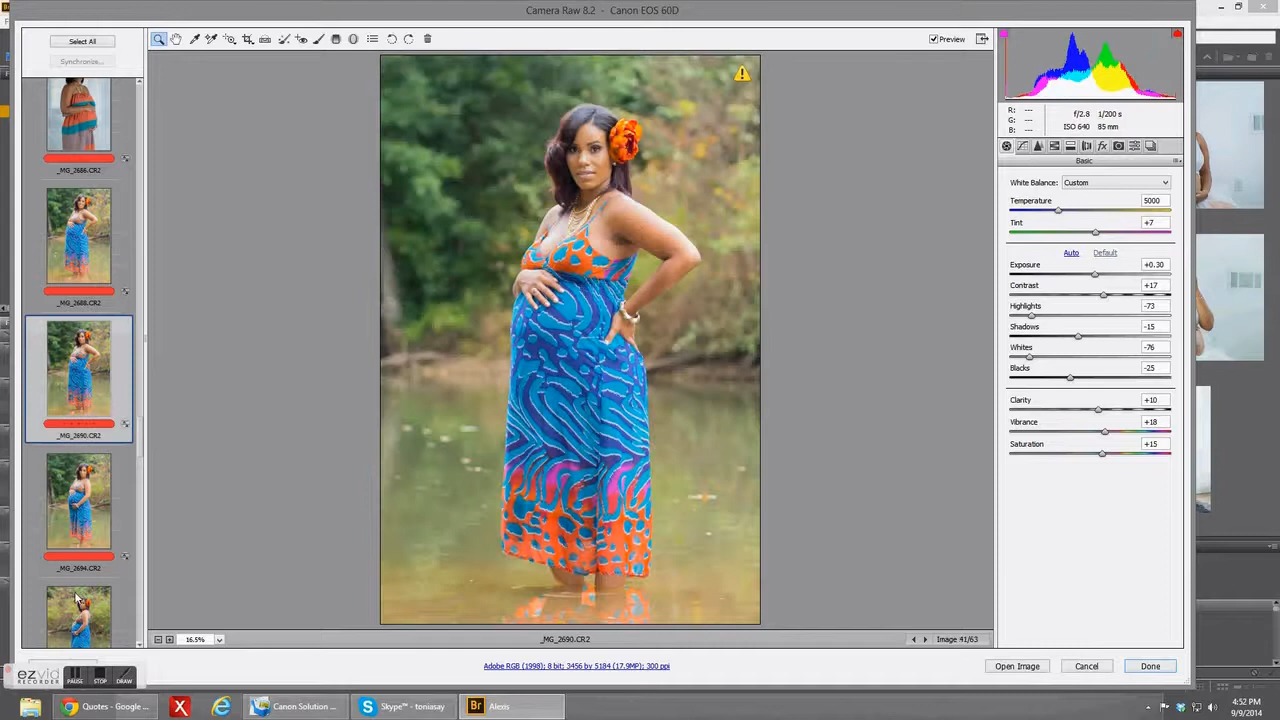 Camera Raw 8.2 - Canon EOS 60D
Select All
Synchronize...
Preview
R: ---
G: ---
B: ---
f/2.8 1/200 s
ISO 640 85 mm
Basic
White Balance: Custom
Temperature 5000
Tint +7
Auto Default
Exposure +0.30
Contrast +17
Highlights -73
Shadows -15
Whites -76
Blacks -25
Clarity +10
Vibrance +18
Saturation +15
_MG_2686.CR2
_MG_2688.CR2
_MG_2690.CR2
_MG_2694.CR2
16.5%
_MG_2690.CR2
Image 41/63
Adobe RGB (1998); 8 bit; 3456 by 5184 (17.9MP); 300 ppi
Open Image
Cancel
Done
ezvid
RECORDER
PAUSE
STOP
DRAW
Quotes - Google ...
Canon Solution ...
Skype™ - toniasay
Br Alexis
4:52 PM
9/9/2014